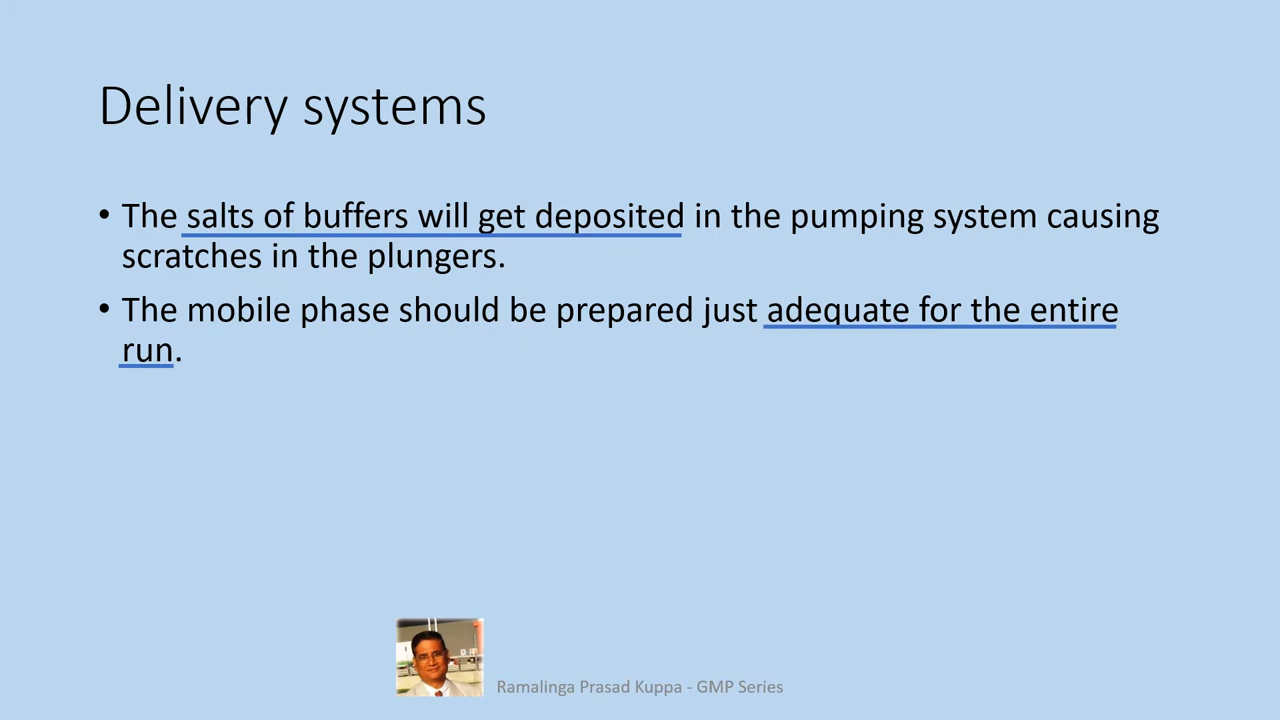 Delivery systems
• The salts of buffers will get deposited in the pumping system causing
scratches in the plungers.
• The mobile phase should be prepared just adequate for the entire
run.
Ramalinga Prasad Kuppa - GMP Series